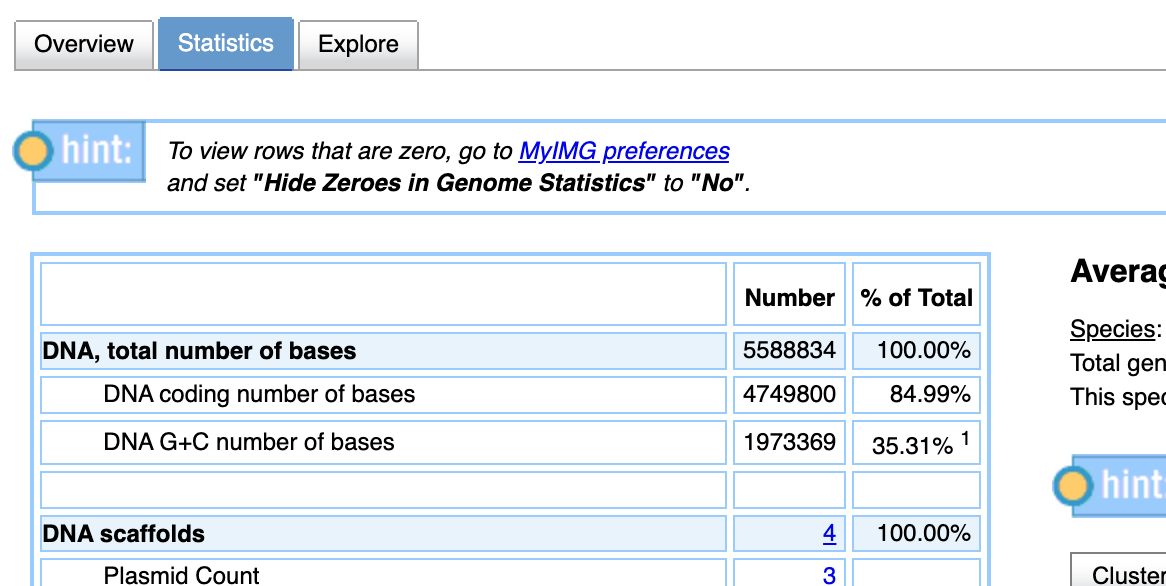 Overview Statistics Explore
hint: To view rows that are zero, go to MyIMG preferences
and set "Hide Zeroes in Genome Statistics" to "No".
Number % of Total
DNA, total number of bases 5588834 100.00%
DNA coding number of bases 4749800 84.99%
DNA G+C number of bases 1973369 35.31% 1
DNA scaffolds 4 100.00%
Plasmid Count 3
Averag
Species:
Total gen
This spec
hint:
Cluster